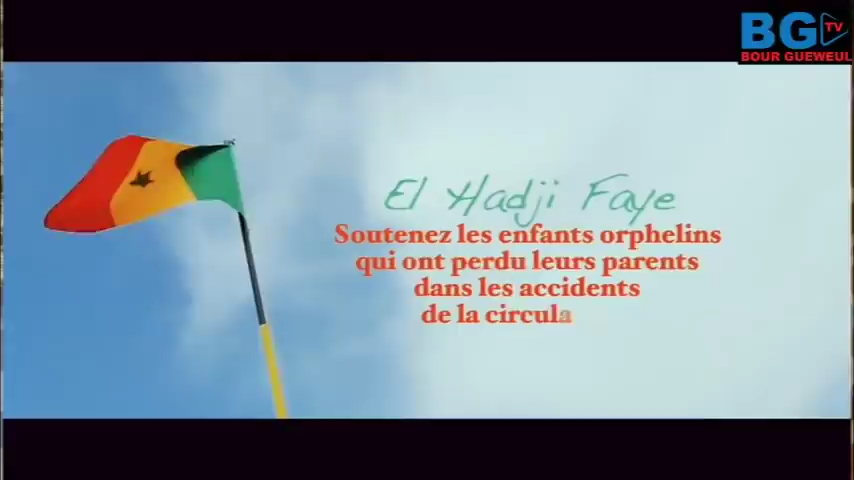 BG TV
BOUR GUEWEUL
El Hadji Faye
Soutenez les enfants orphelins
qui ont perdu leurs parents
dans les accidents
de la circula